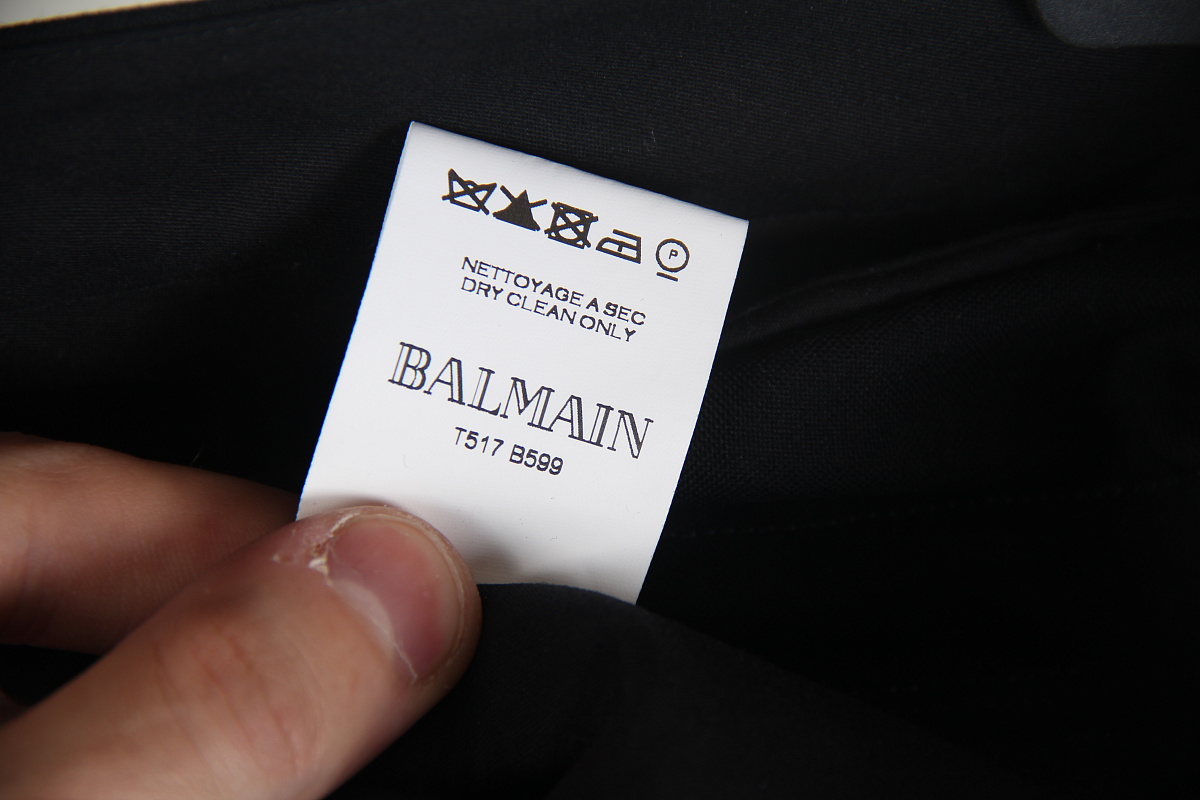 P
NETTOYAGE A SEC
DRY CLEAN ONLY
BALMAIN
T517 B599